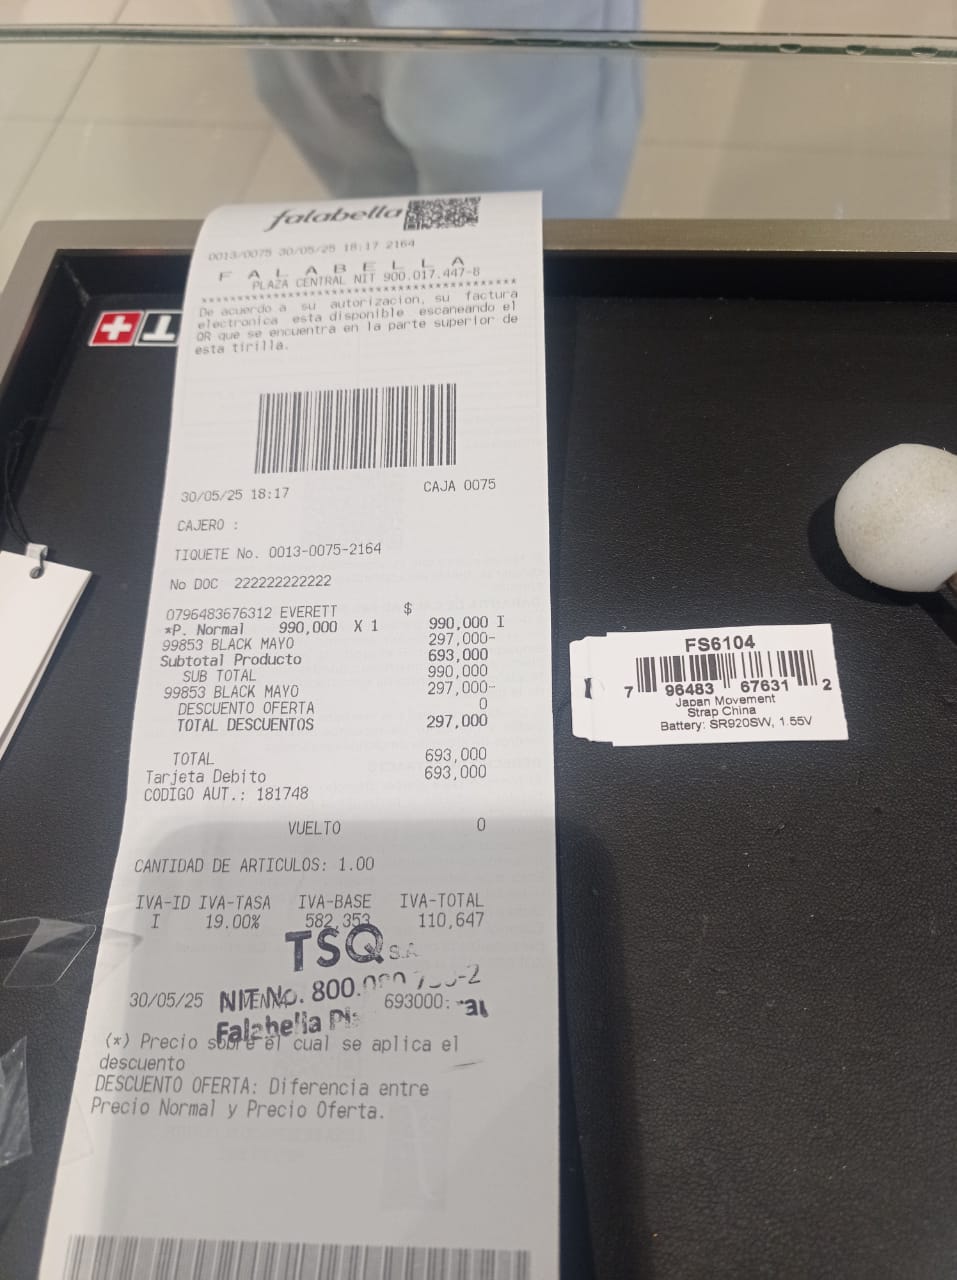 falabella
0013/0075 30/05/25 18:17 2164
F A L A B E L L A
PLAZA CENTRAL NIT 900.017.447-8
****************************************
De acuerdo a su autorizacion, su factura
electronica esta disponible escaneando el
QR que se encuentra en la parte superior de
esta tirilla.
30/05/25 18:17 CAJA 0075
CAJERO :
TIQUETE No. 0013-0075-2164
No DOC 222222222222
0796483676312 EVERETT $
*P. Normal 990,000 X 1 990,000 I
99853 BLACK MAYO 297,000-
Subtotal Producto 693,000
SUB TOTAL 990,000
99853 BLACK MAYO 297,000-
DESCUENTO OFERTA 0
TOTAL DESCUENTOS 297,000
TOTAL 693,000
Tarjeta Debito 693,000
CODIGO AUT.: 181748
VUELTO 0
CANTIDAD DE ARTICULOS: 1.00
IVA-ID IVA-TASA IVA-BASE IVA-TOTAL
I 19.00% 582,353 110,647
TSQ S.A.
30/05/25 693000:
NIT No. 800.
Falabella
(*) Precio sobre el cual se aplica el
descuento
DESCUENTO OFERTA: Diferencia entre
Precio Normal y Precio Oferta.
FS6104
7 96483 67631 2
Japan Movement
Strap China
Battery: SR920SW, 1.55V